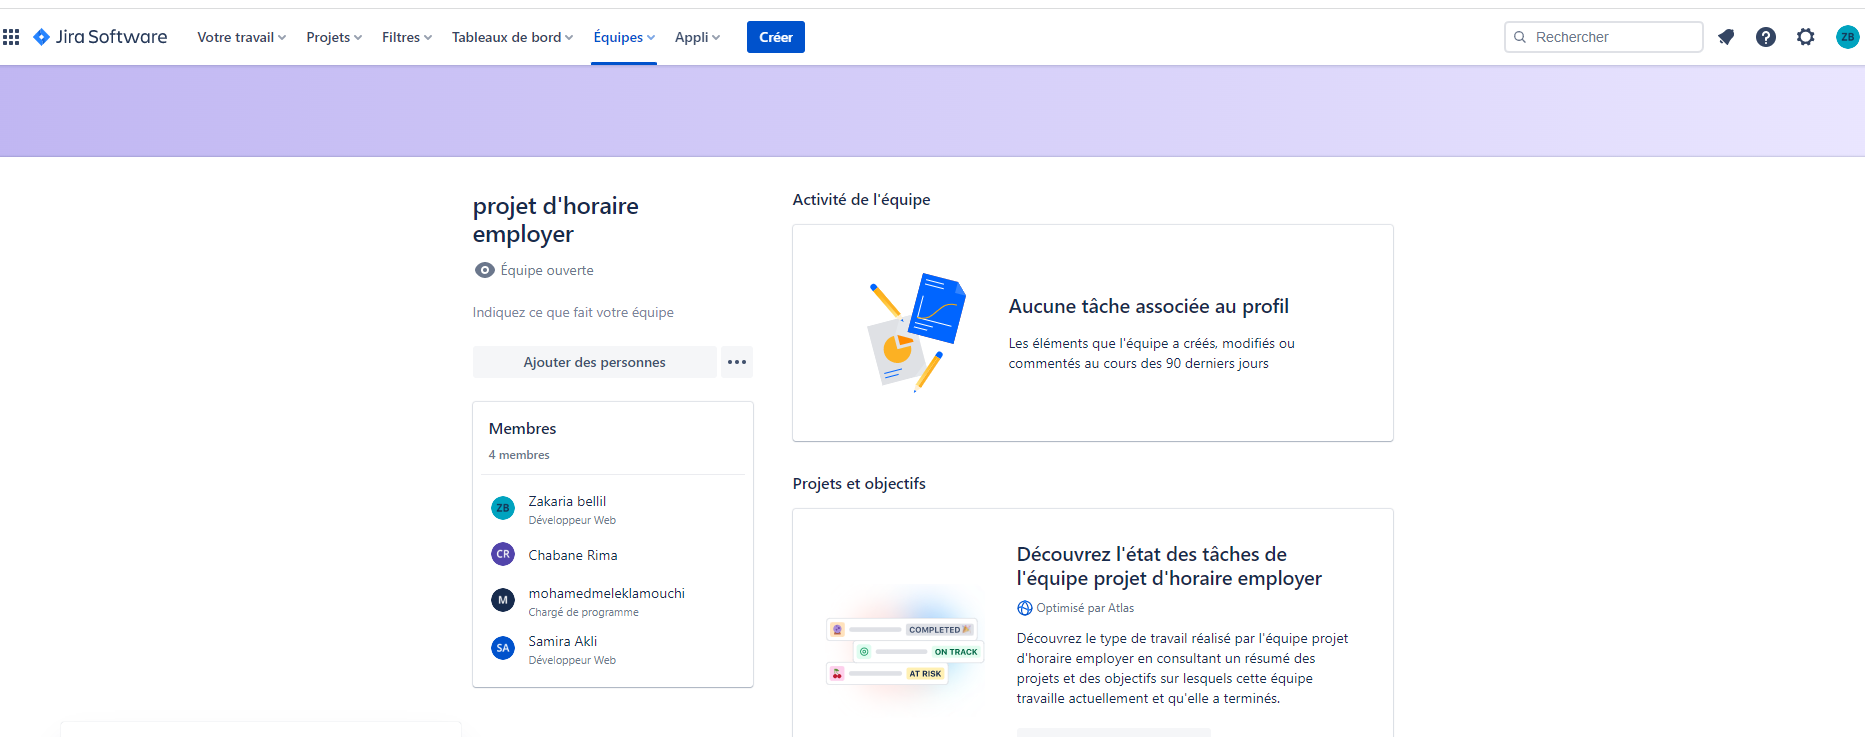 Jira Software
Votre travail
Projets
Filtres
Tableaux de bord
Équipes
Appli
Créer
Rechercher
ZB
projet d'horaire
employer
Équipe ouverte
Indiquez ce que fait votre équipe
Ajouter des personnes
Membres
4 membres
ZB
Zakaria bellil
Développeur Web
CR
Chabane Rima
M
mohamedmeleklamouchi
Chargé de programme
SA
Samira Akli
Développeur Web
Activité de l'équipe
Aucune tâche associée au profil
Les éléments que l'équipe a créés, modifiés ou
commentés au cours des 90 derniers jours
Projets et objectifs
COMPLETED
ON TRACK
AT RISK
Découvrez l'état des tâches de
l'équipe projet d'horaire employer
Optimisé par Atlas
Découvrez le type de travail réalisé par l'équipe projet
d'horaire employer en consultant un résumé des
projets et des objectifs sur lesquels cette équipe
travaille actuellement et qu'elle a terminés.